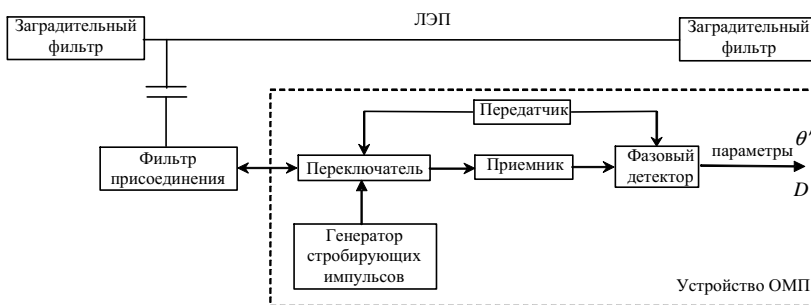 Заградительный
фильтр
ЛЭП
Заградительный
фильтр
Передатчик
Фильтр
присоединения
Переключатель
Приемник
Фазовый
детектор
параметры
θ'
D
Генератор
стробирующих
импульсов
Устройство ОМП